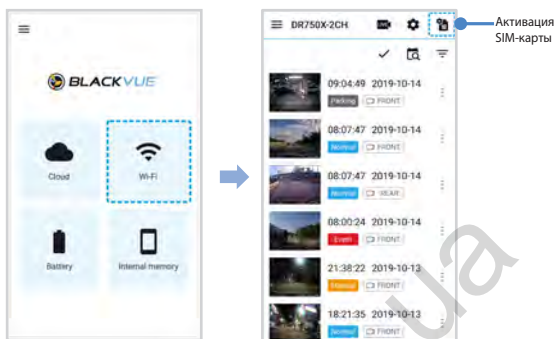 BLACKVUE
Cloud
Wi-Fi
Battery
Internal memory
DR750X-2CH
Активация
SIM-карты
09:04:49 2019-10-14
Parking FRONT
08:07:47 2019-10-14
Normal FRONT
08:07:47 2019-10-14
Normal REAR
08:00:24 2019-10-14
Event FRONT
21:38:22 2019-10-13
Manual FRONT
18:21:35 2019-10-13
Normal FRONT
ua